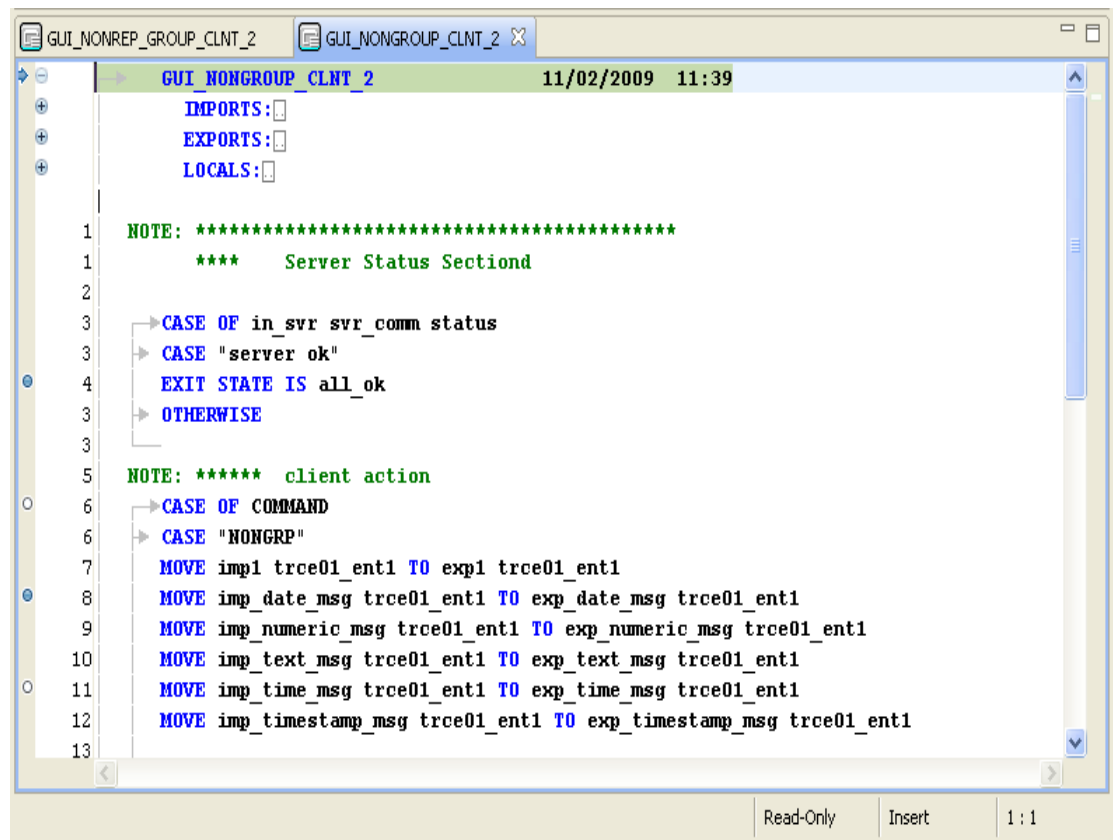 GUI_NONREP_GROUP_CLNT_2 GUI_NONGROUP_CLNT_2
GUI_NONGROUP_CLNT_2 11/02/2009 11:39
IMPORTS:..
EXPORTS:..
LOCALS:..
1 NOTE: *******************************************
1 **** Server Status Sectiond
2
3 CASE OF in_svr svr_comm status
3 CASE "server ok"
4 EXIT STATE IS all_ok
3 OTHERWISE
3
5 NOTE: ****** client action
6 CASE OF COMMAND
6 CASE "NONGRP"
7 MOVE imp1 trce01_ent1 TO exp1 trce01_ent1
8 MOVE imp_date_msg trce01_ent1 TO exp_date_msg trce01_ent1
9 MOVE imp_numeric_msg trce01_ent1 TO exp_numeric_msg trce01_ent1
10 MOVE imp_text_msg trce01_ent1 TO exp_text_msg trce01_ent1
11 MOVE imp_time_msg trce01_ent1 TO exp_time_msg trce01_ent1
12 MOVE imp_timestamp_msg trce01_ent1 TO exp_timestamp_msg trce01_ent1
13
Read-Only Insert 1 : 1